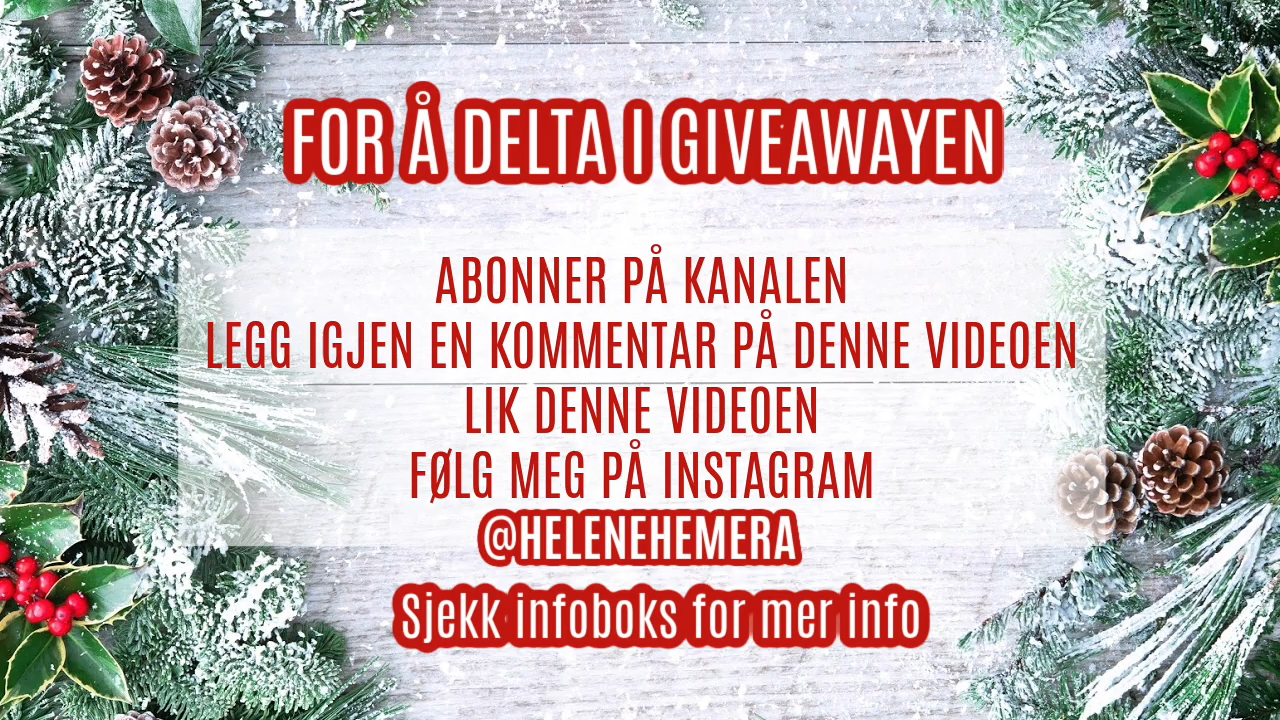 FOR Å DELTA I GIVEAWAYEN
ABONNER PÅ KANALEN
LEGG IGJEN EN KOMMENTAR PÅ DENNE VIDEOEN
LIK DENNE VIDEOEN
FØLG MEG PÅ INSTAGRAM
@HELENEHEMERA
Sjekk infoboks for mer info